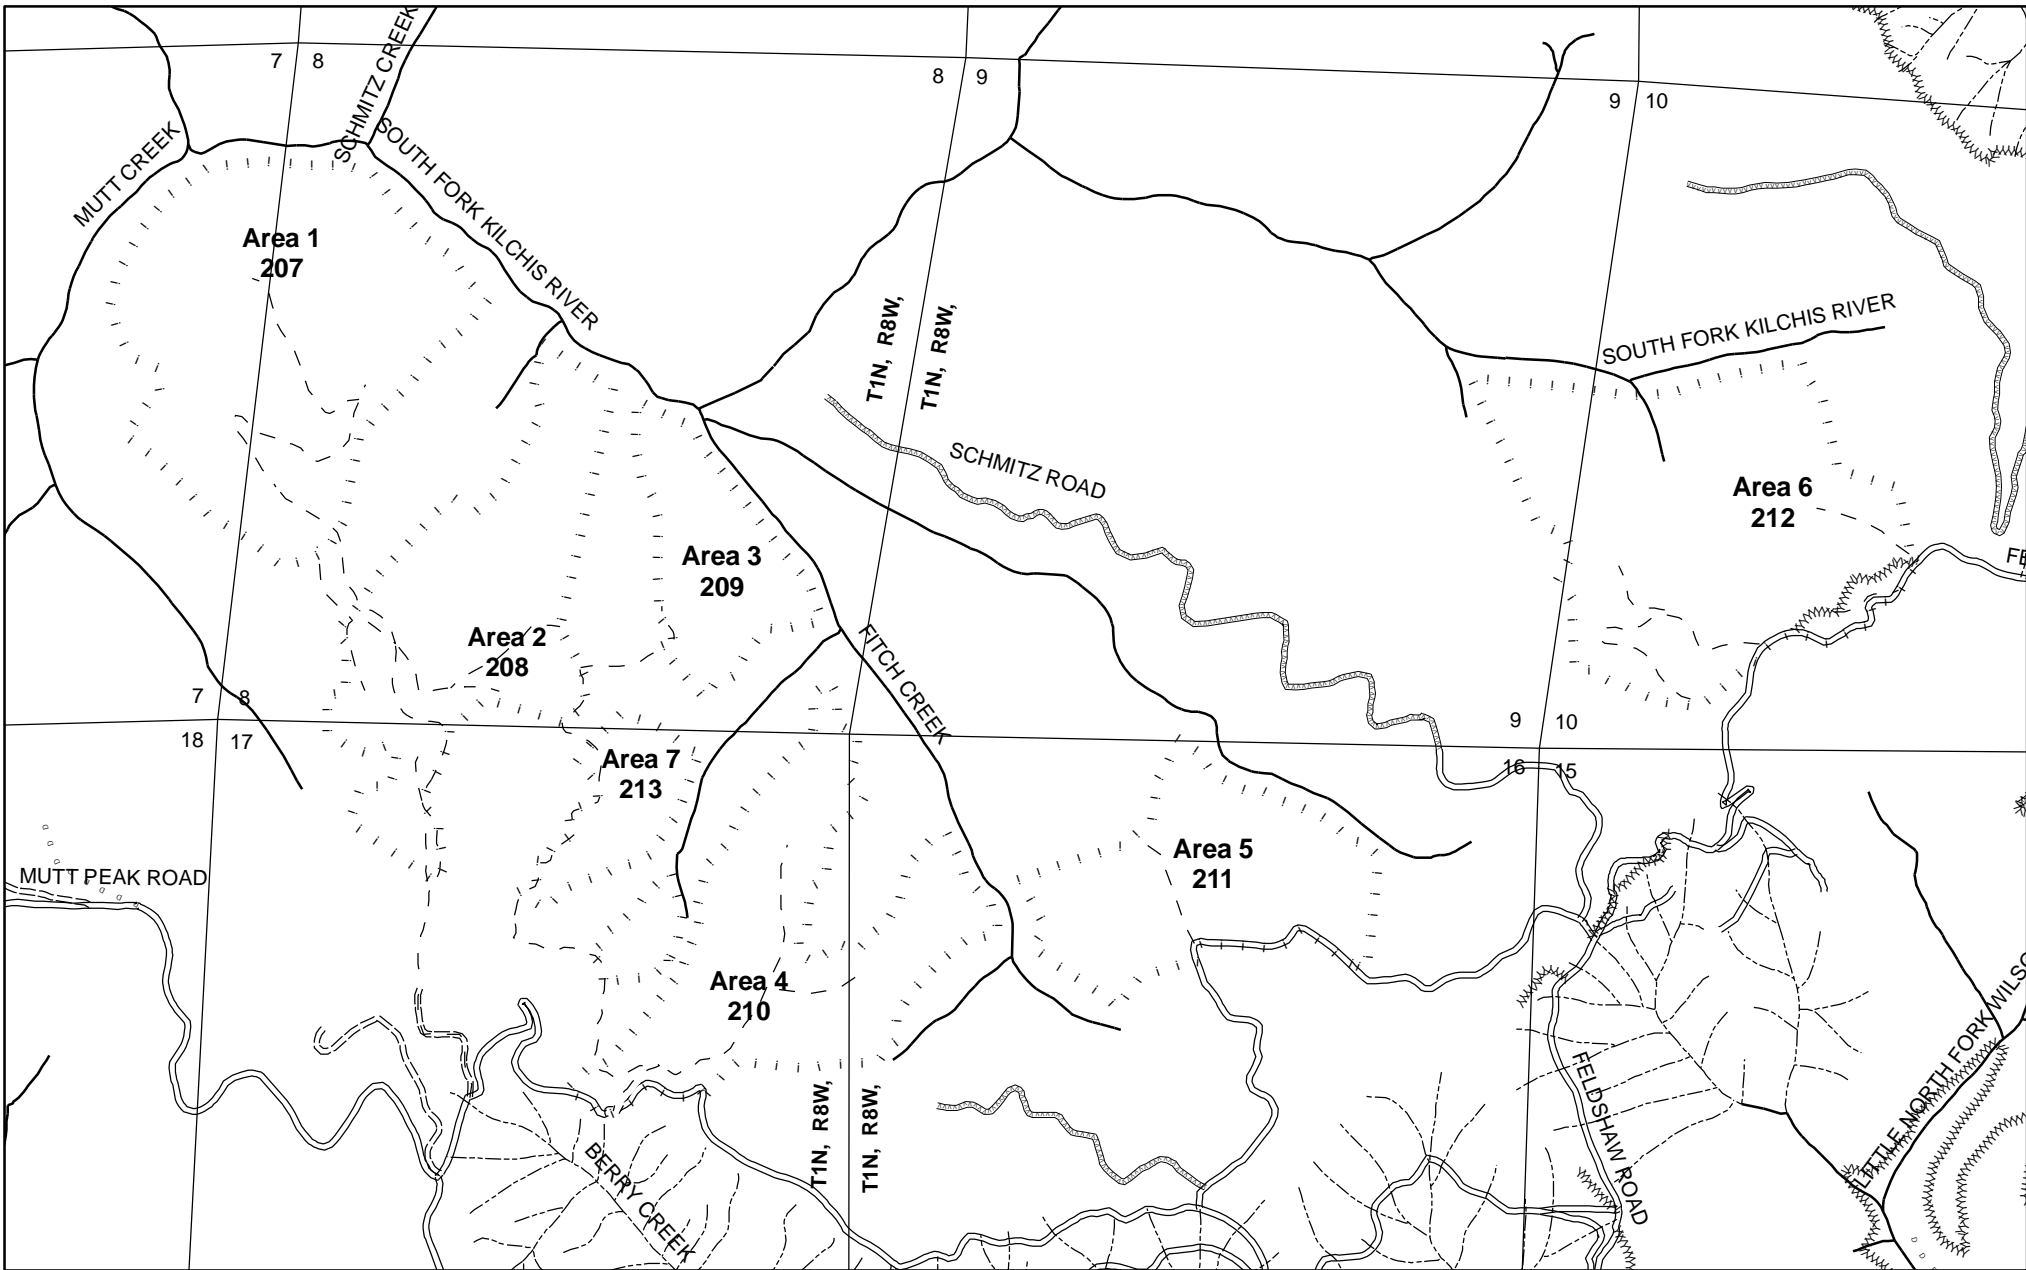 7 8
8 9
9 10
MUTT CREEK
SCHMITZ CREEK
SOUTH FORK KILCHIS RIVER
Area 1
207
T1N, R8W,
T1N, R8W,
SOUTH FORK KILCHIS RIVER
SCHMITZ ROAD
Area 6
212
Area 3
209
FE
Area 2
208
FITCH CREEK
7 8
18 17
9 10
16 15
Area 7
213
MUTT PEAK ROAD
Area 5
211
Area 4
210
T1N, R8W,
T1N, R8W,
BERRY CREEK
FELDSHAW ROAD
LITTLE NORTH FORK WILSO